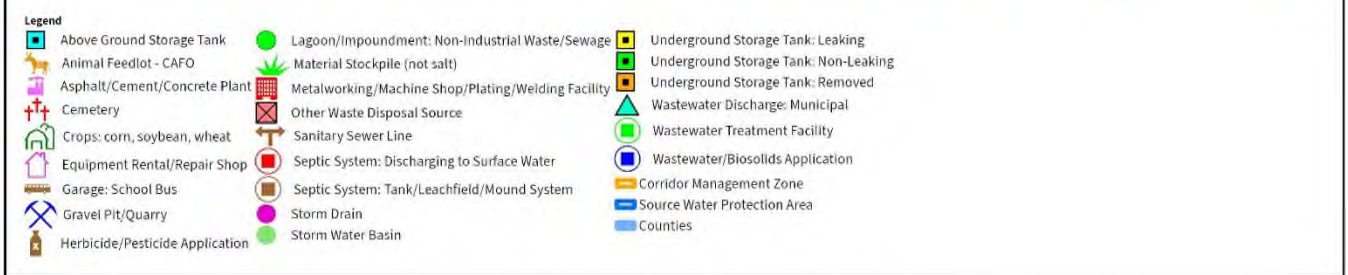 Legend
Above Ground Storage Tank
Animal Feedlot - CAFO
Asphalt/Cement/Concrete Plant
Cemetery
Crops: corn, soybean, wheat
Equipment Rental/Repair Shop
Garage: School Bus
Gravel Pit/Quarry
Herbicide/Pesticide Application
Lagoon/Impoundment: Non-Industrial Waste/Sewage
Material Stockpile (not salt)
Metalworking/Machine Shop/Plating/Welding Facility
Other Waste Disposal Source
Sanitary Sewer Line
Septic System: Discharging to Surface Water
Septic System: Tank/Leachfield/Mound System
Storm Drain
Storm Water Basin
Underground Storage Tank: Leaking
Underground Storage Tank: Non-Leaking
Underground Storage Tank: Removed
Wastewater Discharge: Municipal
Wastewater Treatment Facility
Wastewater/Biosolids Application
Corridor Management Zone
Source Water Protection Area
Counties